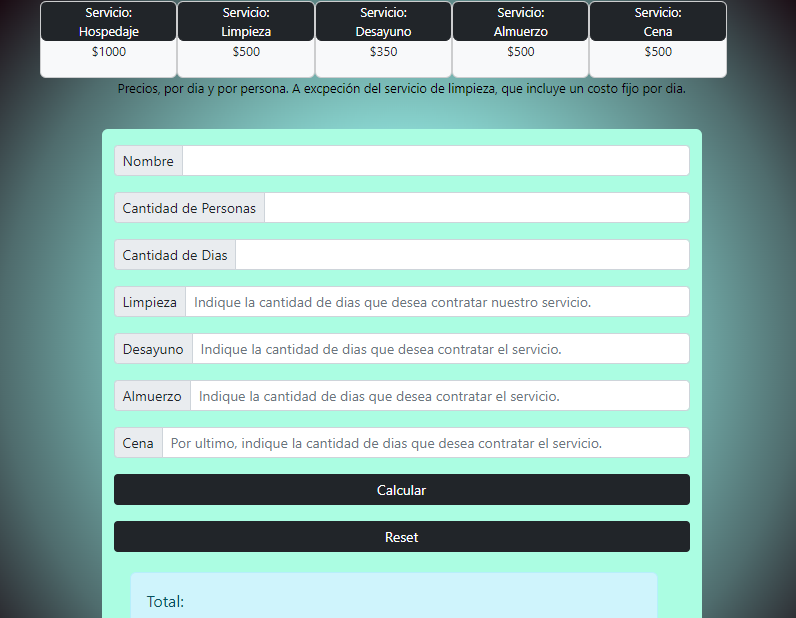 Servicio:
Hospedaje
$1000
Servicio:
Limpieza
$500
Servicio:
Desayuno
$350
Servicio:
Almuerzo
$500
Servicio:
Cena
$500
Precios, por dia y por persona. A excpeción del servicio de limpieza, que incluye un costo fijo por dia.
Nombre
Cantidad de Personas
Cantidad de Dias
Limpieza Indique la cantidad de dias que desea contratar nuestro servicio.
Desayuno Indique la cantidad de dias que desea contratar el servicio.
Almuerzo Indique la cantidad de dias que desea contratar el servicio.
Cena Por ultimo, indique la cantidad de dias que desea contratar el servicio.
Calcular
Reset
Total: